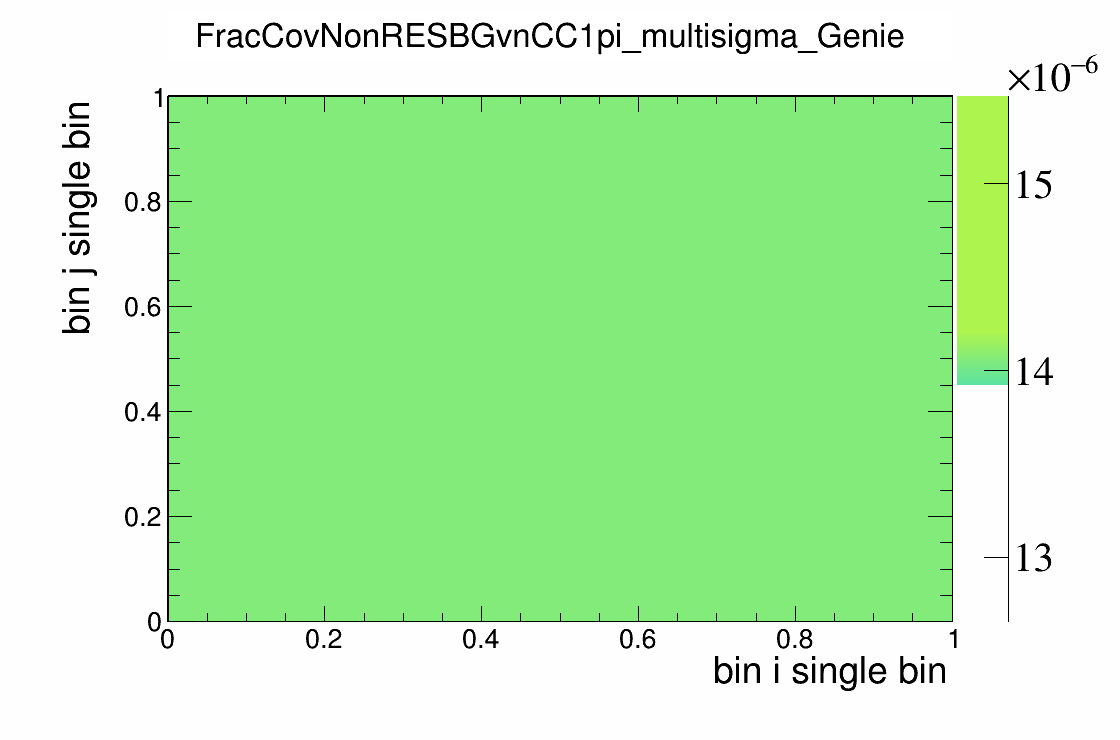 FracCovNonRESBGvnCC1pi_multisigma_Genie
×10⁻⁶
bin j single bin
1
0.8
0.6
0.4
0.2
0
0 0.2 0.4 0.6 0.8 1
bin i single bin
15
14
13